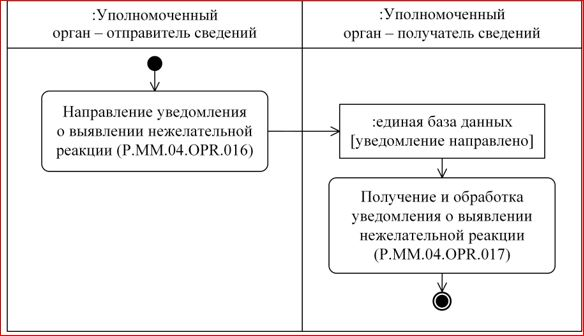 :Уполномоченный
орган – отправитель сведений
:Уполномоченный
орган – получатель сведений
Направление уведомления
о выявлении нежелательной
реакции (P.MM.04.OPR.016)
:единая база данных
[уведомление направлено]
Получение и обработка
уведомления о выявлении
нежелательной реакции
(P.MM.04.OPR.017)